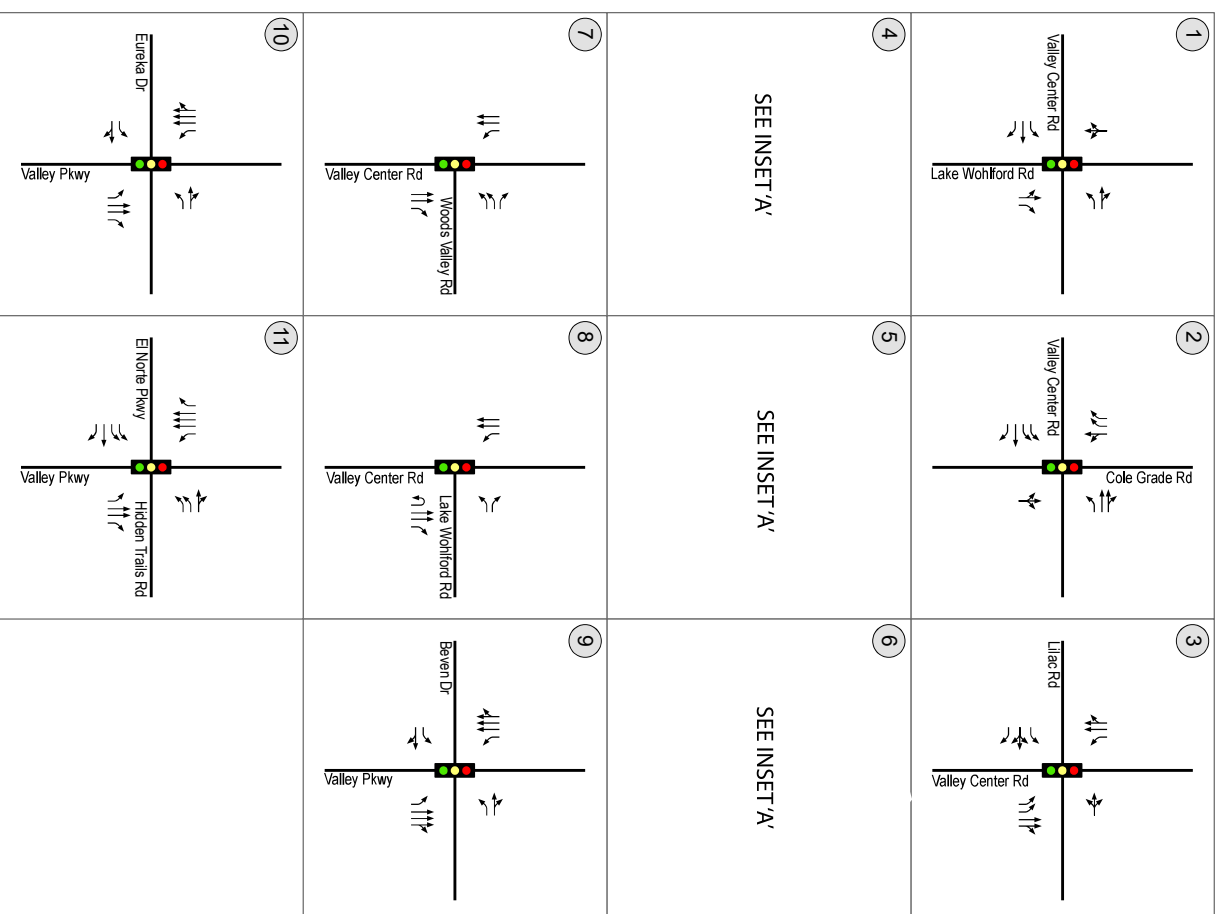 1
Valley Center Rd
Lake Wohlford Rd
2
Valley Center Rd
Cole Grade Rd
3
Lilac Rd
Valley Center Rd
4
SEE INSET 'A'
5
SEE INSET 'A'
6
SEE INSET 'A'
7
Valley Center Rd
Woods Valley Rd
8
Valley Center Rd
Lake Wohlford Rd
9
Beven Dr
Valley Pkwy
10
Eureka Dr
Valley Pkwy
11
El Norte Pkwy
Valley Pkwy
Hidden Trails Rd